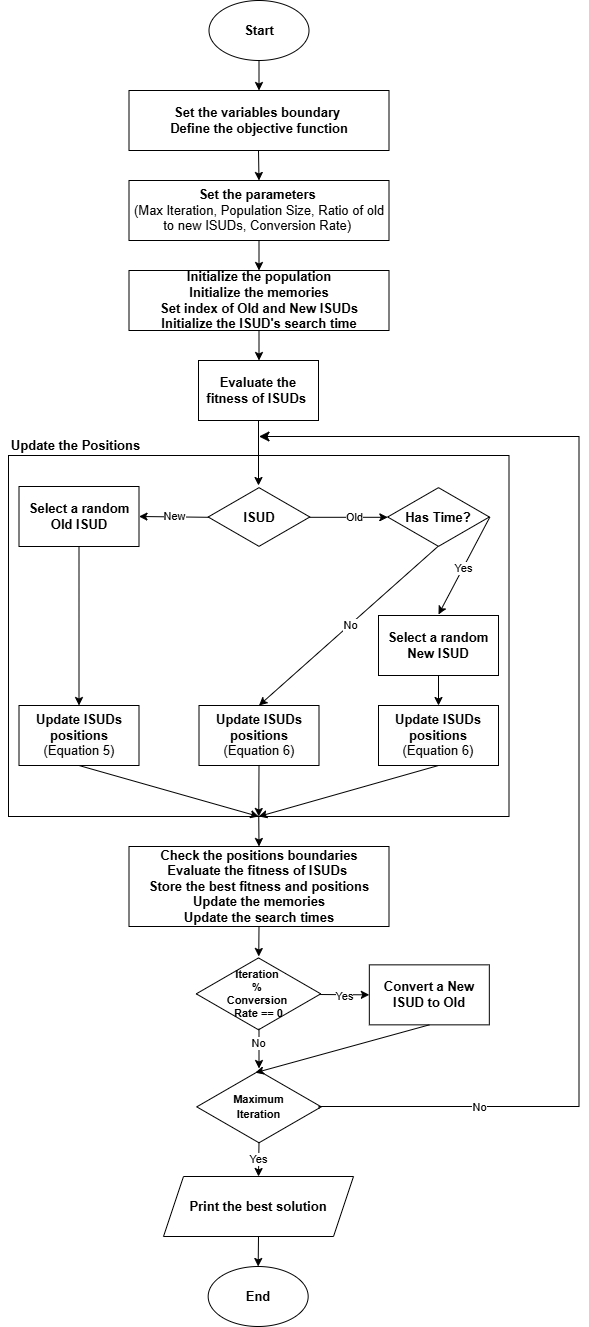 Start
Set the variables boundary
Define the objective function
Set the parameters
(Max Iteration, Population Size, Ratio of old
to new ISUDs, Conversion Rate)
Initialize the population
Initialize the memories
Set index of Old and New ISUDs
Initialize the ISUD's search time
Evaluate the
fitness of ISUDs
Update the Positions
Select a random
Old ISUD
New
ISUD
Old
Has Time?
Yes
No
Select a random
New ISUD
Update ISUDs
positions
(Equation 5)
Update ISUDs
positions
(Equation 6)
Update ISUDs
positions
(Equation 6)
Check the positions boundaries
Evaluate the fitness of ISUDs
Store the best fitness and positions
Update the memories
Update the search times
Iteration
%
Conversion
Rate == 0
Yes
Convert a New
ISUD to Old
No
Maximum
Iteration
No
Yes
Print the best solution
End